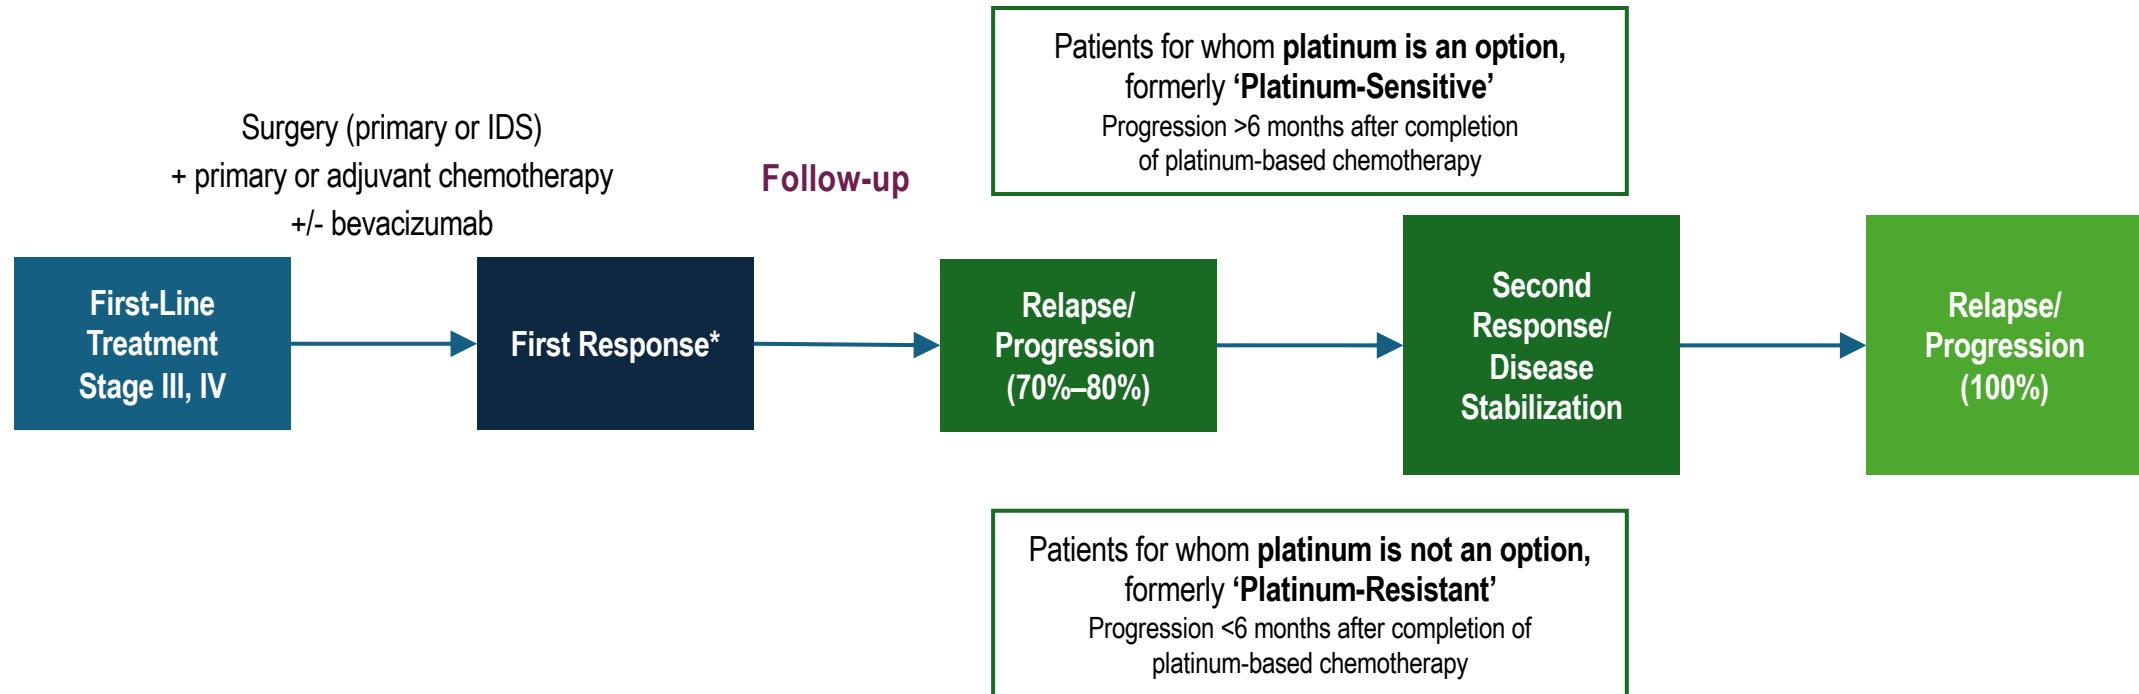 Surgery (primary or IDS)
+ primary or adjuvant chemotherapy
+/- bevacizumab
Follow-up
Patients for whom platinum is an option,
formerly ‘Platinum-Sensitive’
Progression >6 months after completion
of platinum-based chemotherapy
First-Line
Treatment
Stage III, IV
First Response*
Relapse/
Progression
(70%–80%)
Second
Response/
Disease
Stabilization
Relapse/
Progression
(100%)
Patients for whom platinum is not an option,
formerly ‘Platinum-Resistant’
Progression <6 months after completion of
platinum-based chemotherapy